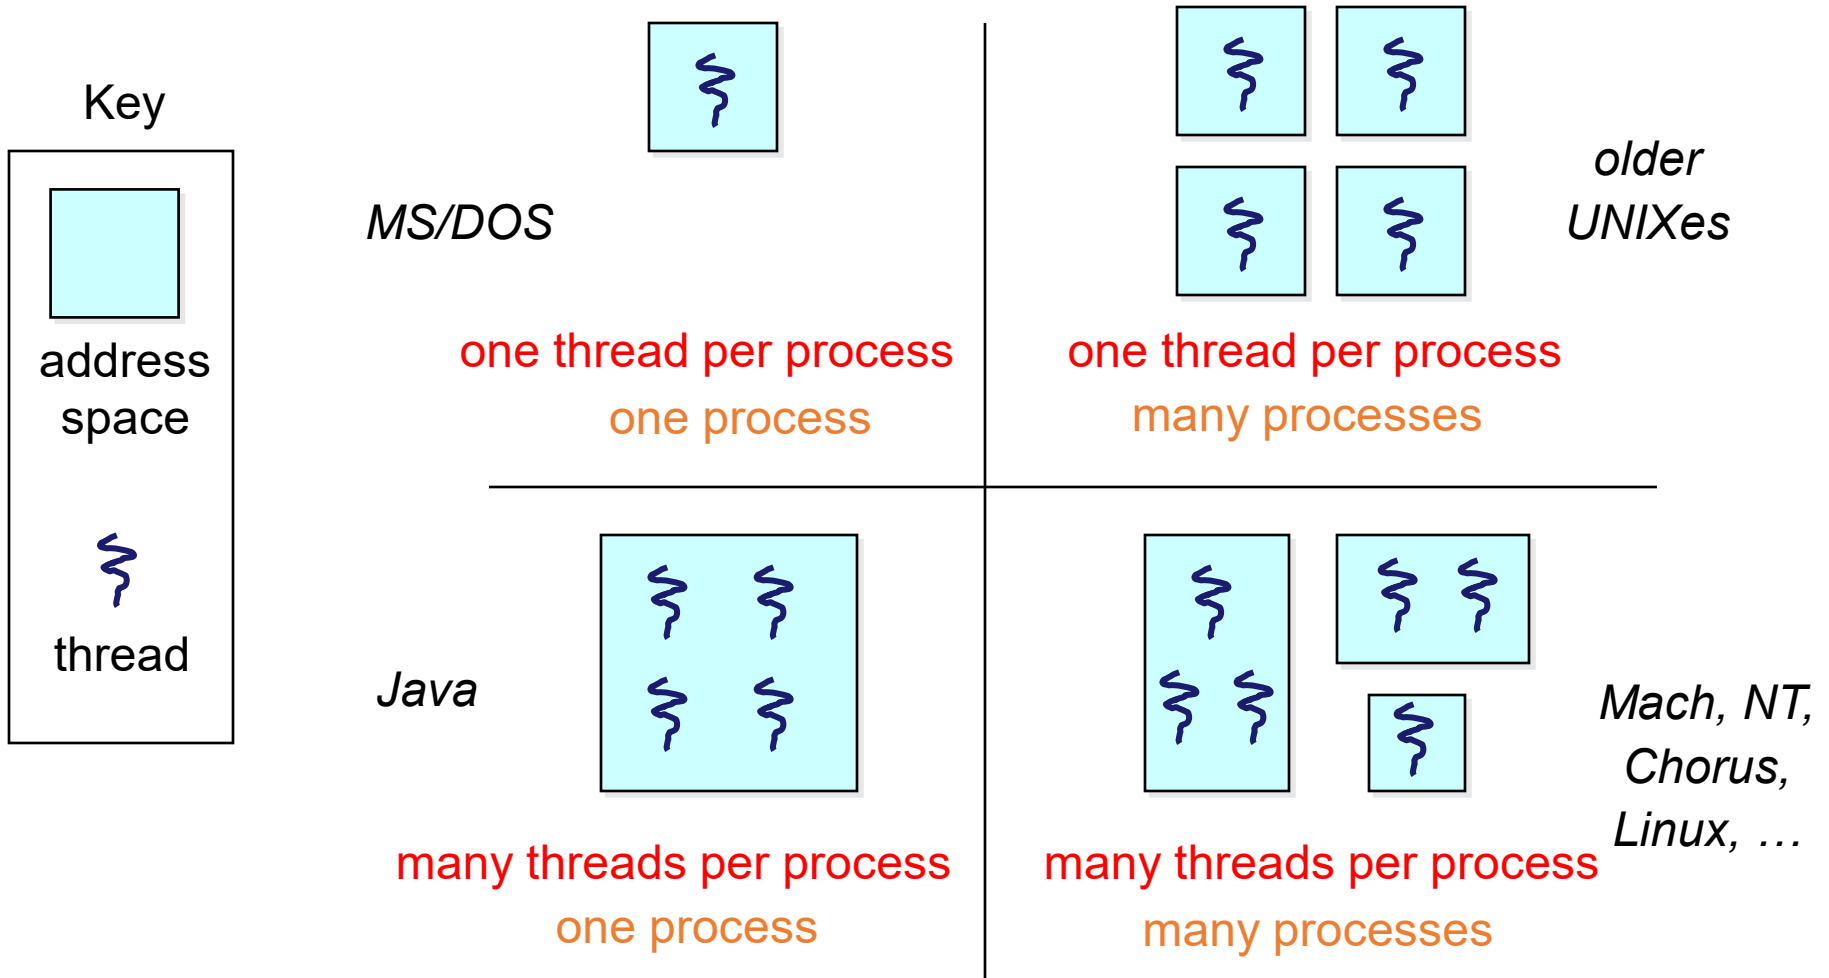 Key
address
space
thread
MS/DOS
one thread per process
one process
older
UNIXes
one thread per process
many processes
Java
many threads per process
one process
Mach, NT,
Chorus,
Linux, …
many threads per process
many processes